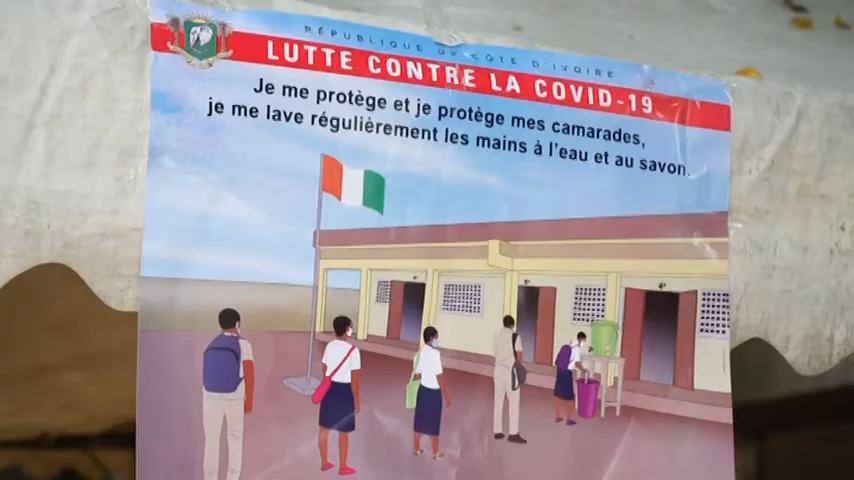 RÉPUBLIQUE DE CÔTE D'IVOIRE
LUTTE CONTRE LA COVID-19
Je me protège et je protège mes camarades,
je me lave régulièrement les mains à l'eau et au savon.